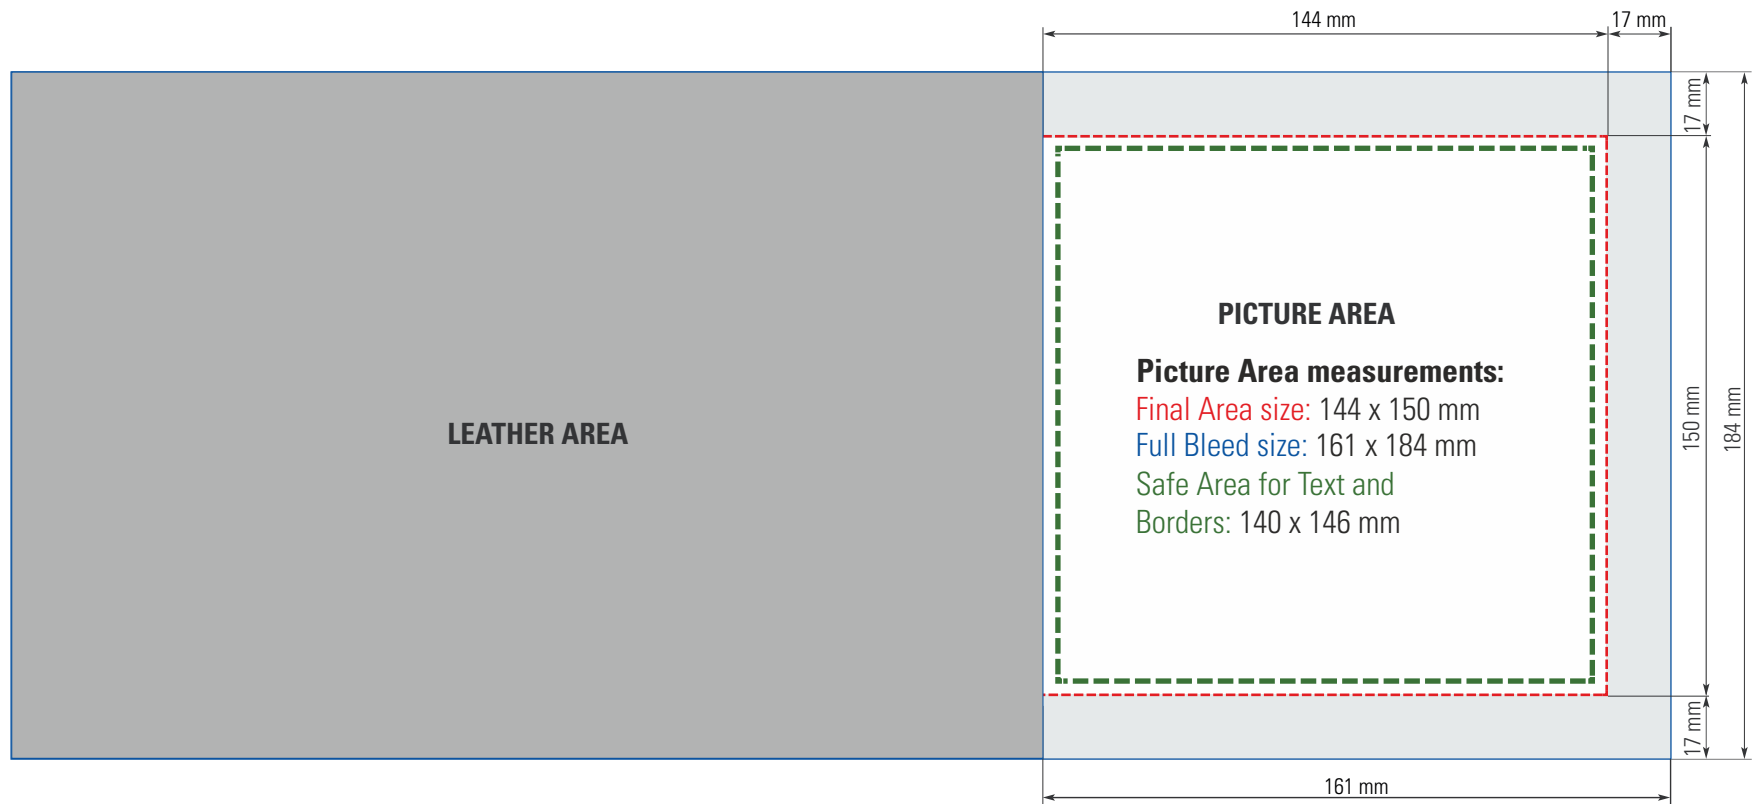 144 mm
17 mm
17 mm
LEATHER AREA
PICTURE AREA
Picture Area measurements:
Final Area size: 144 x 150 mm
Full Bleed size: 161 x 184 mm
Safe Area for Text and
Borders: 140 x 146 mm
150 mm
184 mm
17 mm
161 mm